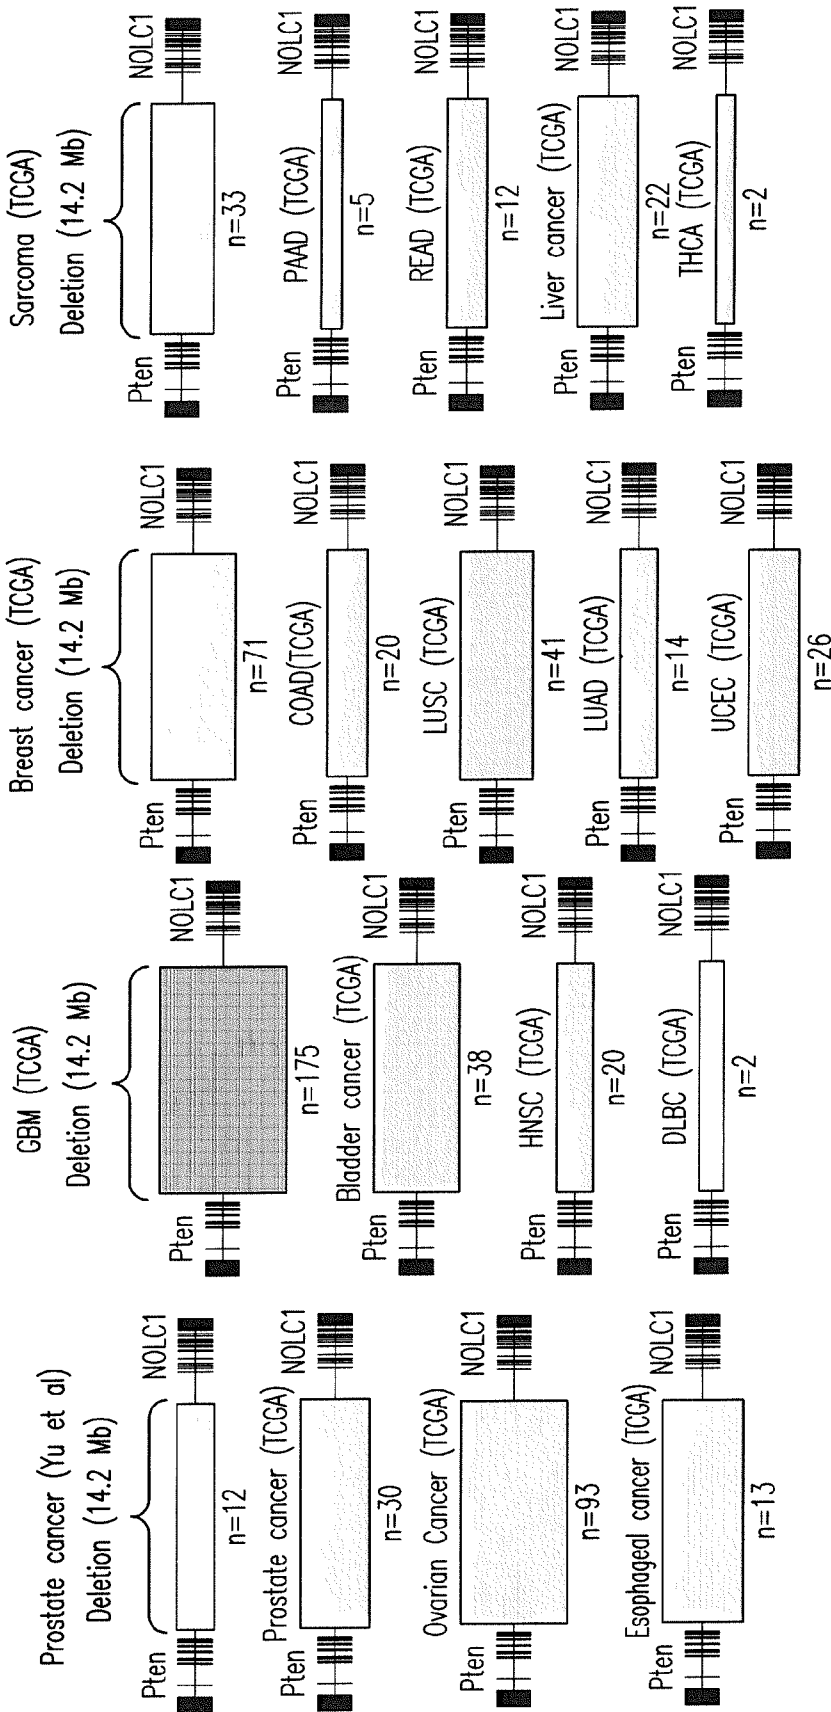 Prostate cancer (Yu et al)
Deletion (14.2 Mb)
Pten
NOLC1
n=12
Prostate cancer (TCGA)
Pten
NOLC1
n=30
Ovarian Cancer (TCGA)
Pten
NOLC1
n=93
Esophageal cancer (TCGA)
Pten
NOLC1
n=13
GBM (TCGA)
Deletion (14.2 Mb)
Pten
NOLC1
n=175
Bladder cancer (TCGA)
Pten
NOLC1
n=38
HNSC (TCGA)
Pten
NOLC1
n=20
DLBC (TCGA)
Pten
NOLC1
n=2
Breast cancer (TCGA)
Deletion (14.2 Mb)
Pten
NOLC1
n=71
COAD(TCGA)
Pten
NOLC1
n=20
LUSC (TCGA)
Pten
NOLC1
n=41
LUAD (TCGA)
Pten
NOLC1
n=14
UCEC (TCGA)
Pten
NOLC1
n=26
Sarcoma (TCGA)
Deletion (14.2 Mb)
Pten
NOLC1
n=33
PAAD (TCGA)
Pten
NOLC1
n=5
READ (TCGA)
Pten
NOLC1
n=12
Liver cancer (TCGA)
Pten
NOLC1
n=22
THCA (TCGA)
Pten
NOLC1
n=2